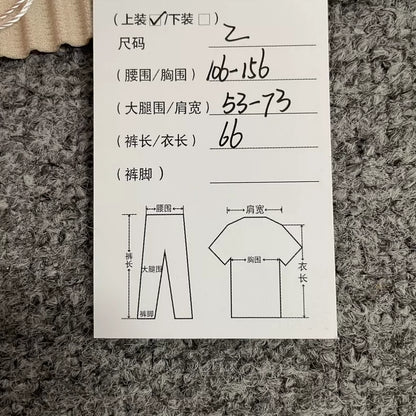 (上装☑/下装☐)
尺码 2
(腰围/胸围) 106-156
(大腿围/肩宽) 53-73
(裤长/衣长) 66
(裤脚)
腰围
裤长
大腿围
裤脚
肩宽
胸围
衣长